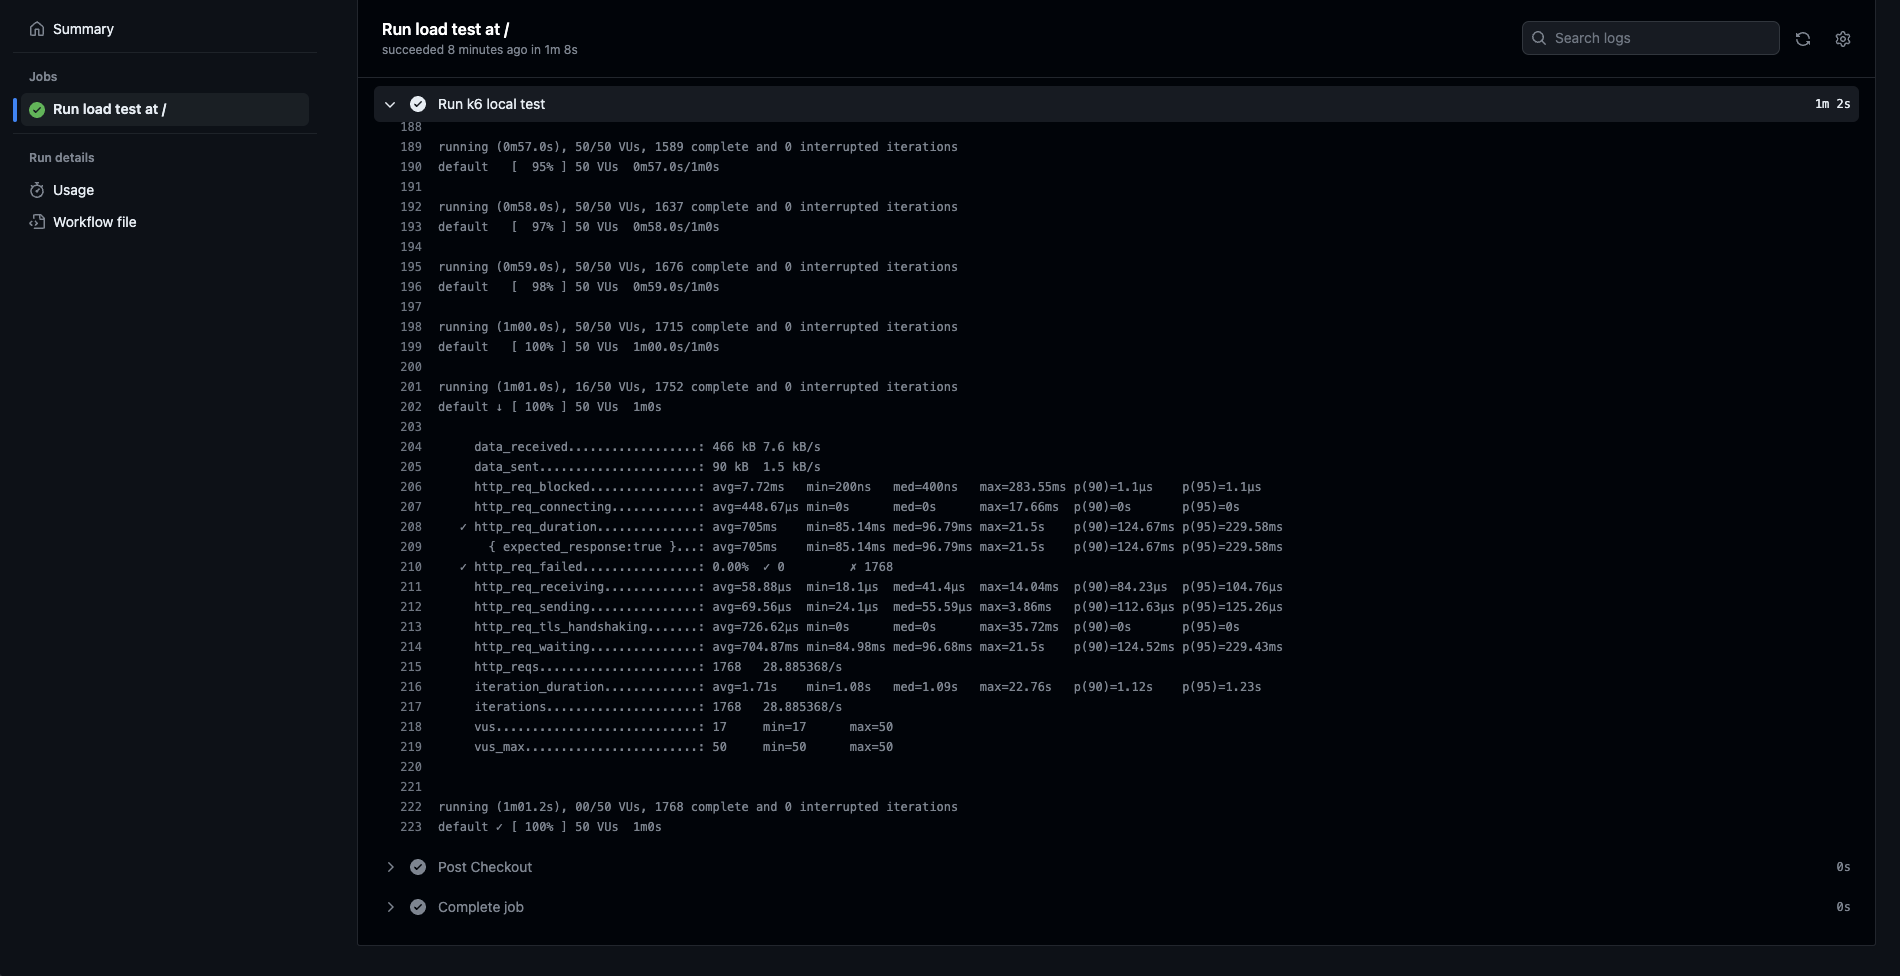 Summary
Jobs
Run load test at /
Run details
Usage
Workflow file
Run load test at /
succeeded 8 minutes ago in 1m 8s
Search logs
Run k6 local test 1m 2s
188
189 running (0m57.0s), 50/50 VUs, 1589 complete and 0 interrupted iterations
190 default   [  95% ] 50 VUs  0m57.0s/1m0s
191
192 running (0m58.0s), 50/50 VUs, 1637 complete and 0 interrupted iterations
193 default   [  97% ] 50 VUs  0m58.0s/1m0s
194
195 running (0m59.0s), 50/50 VUs, 1676 complete and 0 interrupted iterations
196 default   [  98% ] 50 VUs  0m59.0s/1m0s
197
198 running (1m00.0s), 50/50 VUs, 1715 complete and 0 interrupted iterations
199 default   [ 100% ] 50 VUs  1m00.0s/1m0s
200
201 running (1m01.0s), 16/50 VUs, 1752 complete and 0 interrupted iterations
202 default ↓ [ 100% ] 50 VUs  1m0s
203
204      data_received..................: 466 kB 7.6 kB/s
205      data_sent......................: 90 kB  1.5 kB/s
206      http_req_blocked...............: avg=7.72ms   min=200ns   med=400ns   max=283.55ms p(90)=1.1µs    p(95)=1.1µs
207      http_req_connecting............: avg=448.67µs min=0s      med=0s      max=17.66ms  p(90)=0s       p(95)=0s
208    ✓ http_req_duration..............: avg=705ms    min=85.14ms med=96.79ms max=21.5s    p(90)=124.67ms p(95)=229.58ms
209        { expected_response:true }...: avg=705ms    min=85.14ms med=96.79ms max=21.5s    p(90)=124.67ms p(95)=229.58ms
210    ✓ http_req_failed................: 0.00%  ✓ 0         ✗ 1768
211      http_req_receiving.............: avg=58.88µs  min=18.1µs  med=41.4µs  max=14.04ms  p(90)=84.23µs  p(95)=104.76µs
212      http_req_sending...............: avg=69.56µs  min=24.1µs  med=55.59µs max=3.86ms   p(90)=112.63µs p(95)=125.26µs
213      http_req_tls_handshaking.......: avg=726.62µs min=0s      med=0s      max=35.72ms  p(90)=0s       p(95)=0s
214      http_req_waiting...............: avg=704.87ms min=84.98ms med=96.68ms max=21.5s    p(90)=124.52ms p(95)=229.43ms
215      http_reqs......................: 1768   28.885368/s
216      iteration_duration.............: avg=1.71s    min=1.08s   med=1.09s   max=22.76s   p(90)=1.12s    p(95)=1.23s
217      iterations.....................: 1768   28.885368/s
218      vus............................: 17     min=17      max=50
219      vus_max........................: 50     min=50      max=50
220
221
222 running (1m01.2s), 00/50 VUs, 1768 complete and 0 interrupted iterations
223 default ✓ [ 100% ] 50 VUs  1m0s
Post Checkout 0s
Complete job 0s